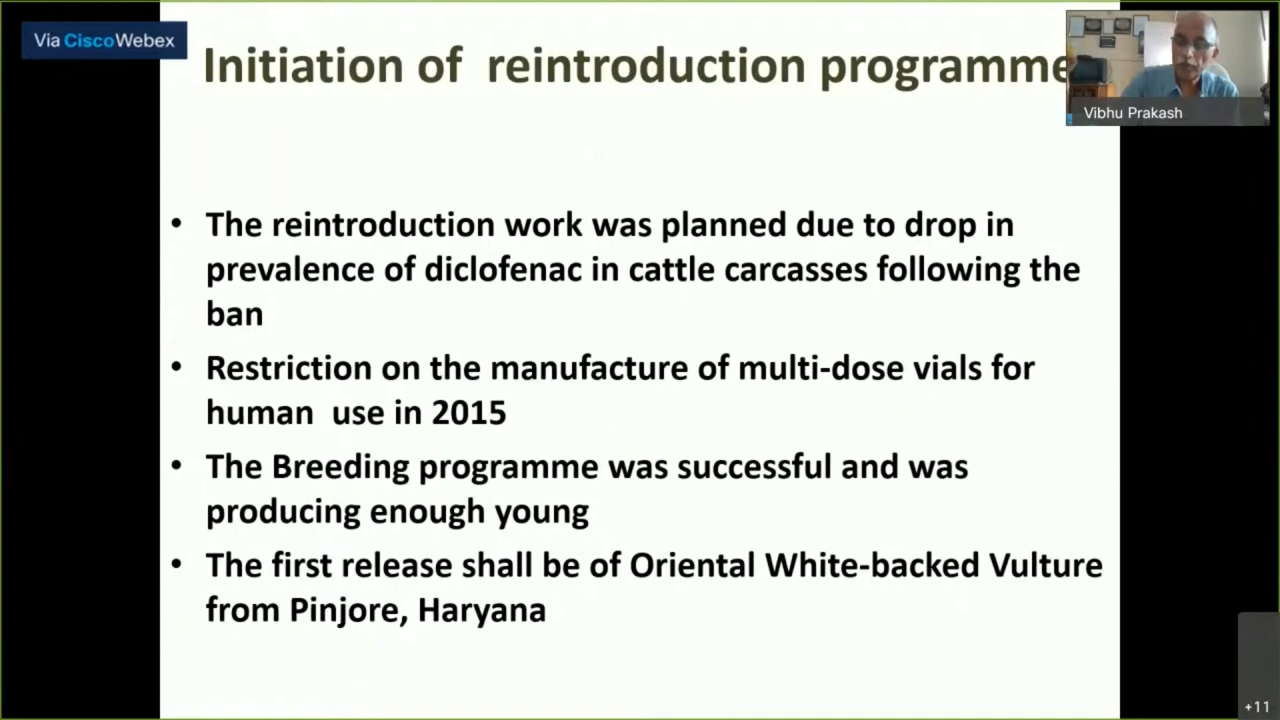 Via CiscoWebex
Initiation of reintroduction programme
Vibhu Prakash
• The reintroduction work was planned due to drop in
prevalence of diclofenac in cattle carcasses following the
ban
• Restriction on the manufacture of multi-dose vials for
human use in 2015
• The Breeding programme was successful and was
producing enough young
• The first release shall be of Oriental White-backed Vulture
from Pinjore, Haryana
+11